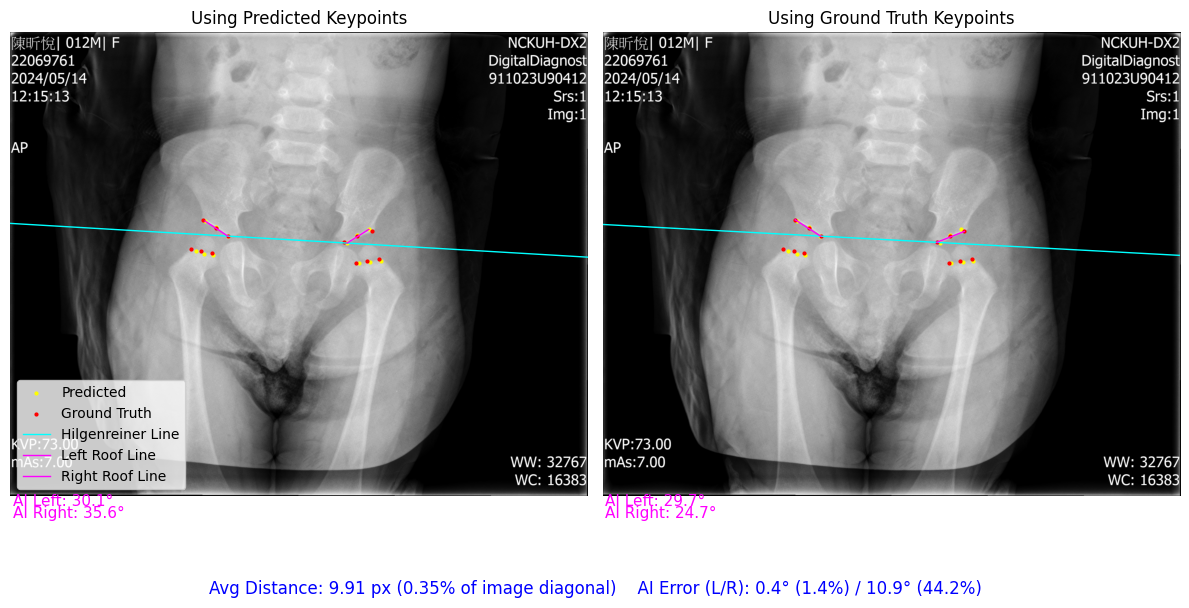 Using Predicted Keypoints
陳昕悅| 012M| F
22069761
2024/05/14
12:15:13
NCKUH-DX2
DigitalDiagnost
911023U90412
Srs:1
Img:1
AP
Predicted
Ground Truth
Hilgenreiner Line
Left Roof Line
Right Roof Line
KVP:73.00
mAs:7.00
WW: 32767
WC: 16383
AI Left: 30.1°
AI Right: 35.6°
Using Ground Truth Keypoints
陳昕悅| 012M| F
22069761
2024/05/14
12:15:13
NCKUH-DX2
DigitalDiagnost
911023U90412
Srs:1
Img:1
AP
KVP:73.00
mAs:7.00
WW: 32767
WC: 16383
AI Left: 29.7°
AI Right: 24.7°
Avg Distance: 9.91 px (0.35% of image diagonal) AI Error (L/R): 0.4° (1.4%) / 10.9° (44.2%)